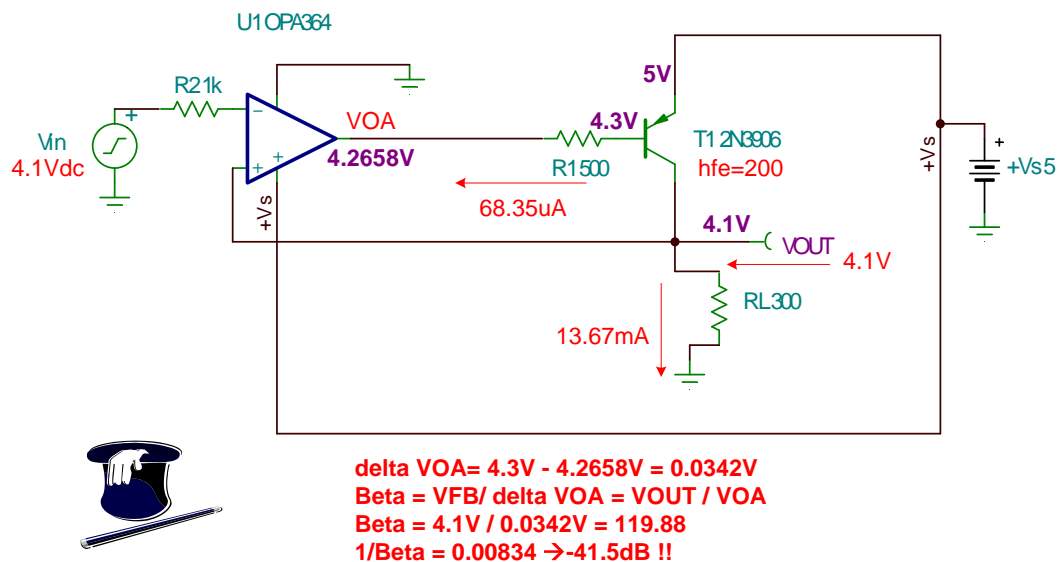 U1 OPA364
R2 1k
Vin
4.1Vdc
VOA
4.2658V
+Vs
R1 500
68.35uA
5V
4.3V
T1 2N3906
hfe=200
+Vs
+Vs 5
4.1V
VOUT
4.1V
RL 300
13.67mA
delta VOA= 4.3V - 4.2658V = 0.0342V
Beta = VFB/ delta VOA = VOUT / VOA
Beta = 4.1V / 0.0342V = 119.88
1/Beta = 0.00834 →-41.5dB !!